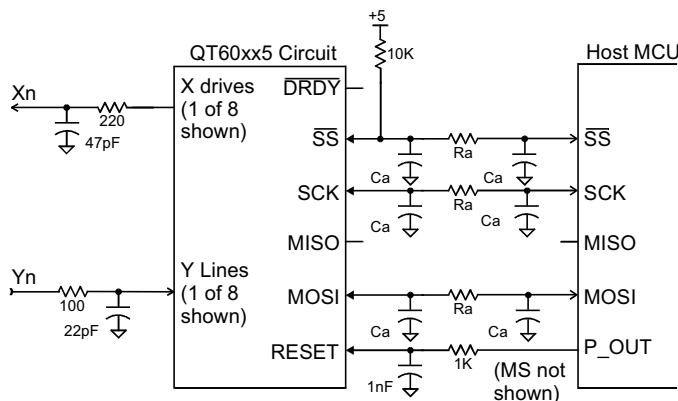 +5
QT60xx5 Circuit
10K
Host MCU
X drives
(1 of 8
shown)
DRDY
Xn
220
47pF
SS
Ra
SS
Ca
Ca
SCK
Ra
SCK
Ca
Ca
MISO
MISO
Yn
100
22pF
Y Lines
(1 of 8
shown)
MOSI
Ra
MOSI
Ca
Ca
RESET
1K
P_OUT
1nF
(MS not
shown)